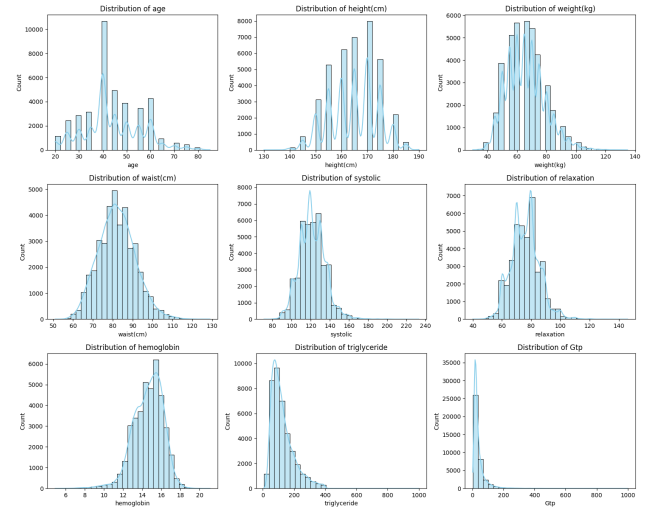 Distribution of age
Count
10000
8000
6000
4000
2000
0
20 30 40 50 60 70 80
age
Distribution of height(cm)
Count
8000
7000
6000
5000
4000
3000
2000
1000
0
130 140 150 160 170 180 190
height(cm)
Distribution of weight(kg)
Count
6000
5000
4000
3000
2000
1000
0
40 60 80 100 120 140
weight(kg)
Distribution of waist(cm)
Count
5000
4000
3000
2000
1000
0
50 60 70 80 90 100 110 120 130
waist(cm)
Distribution of systolic
Count
8000
7000
6000
5000
4000
3000
2000
1000
0
80 100 120 140 160 180 200 220 240
systolic
Distribution of relaxation
Count
7000
6000
5000
4000
3000
2000
1000
0
40 60 80 100 120 140
relaxation
Distribution of hemoglobin
Count
6000
5000
4000
3000
2000
1000
0
6 8 10 12 14 16 18 20
hemoglobin
Distribution of triglyceride
Count
10000
8000
6000
4000
2000
0
0 200 400 600 800 1000
triglyceride
Distribution of Gtp
Count
35000
30000
25000
20000
15000
10000
5000
0
0 200 400 600 800 1000
Gtp